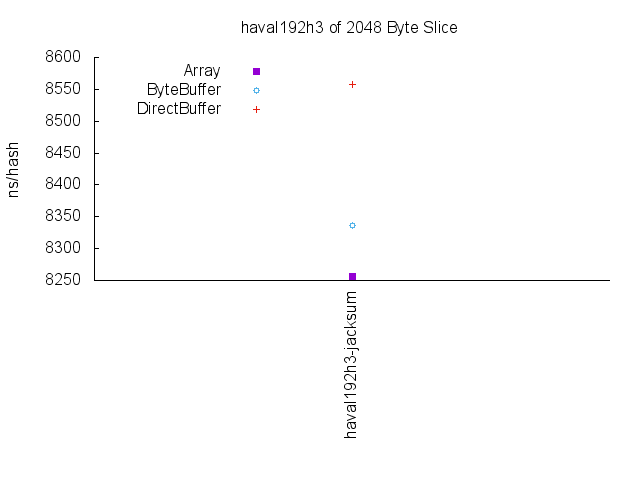 haval192h3 of 2048 Byte Slice
8600
8550
8500
8450
8400
8350
8300
8250
ns/hash
Array
ByteBuffer
DirectBuffer
haval192h3-jacksum